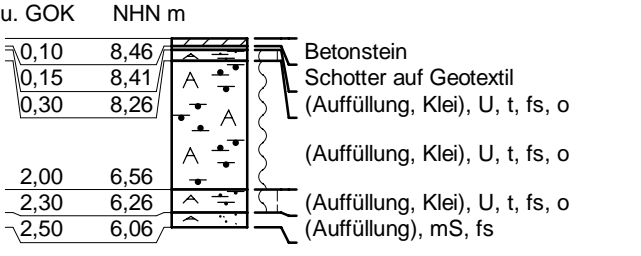 u. GOK NHN m
0,10 8,46 Betonstein
0,15 8,41 Schotter auf Geotextil
0,30 8,26 (Auffüllung, Klei), U, t, fs, o
(Auffüllung, Klei), U, t, fs, o
2,00 6,56
2,30 6,26 (Auffüllung, Klei), U, t, fs, o
2,50 6,06 (Auffüllung), mS, fs